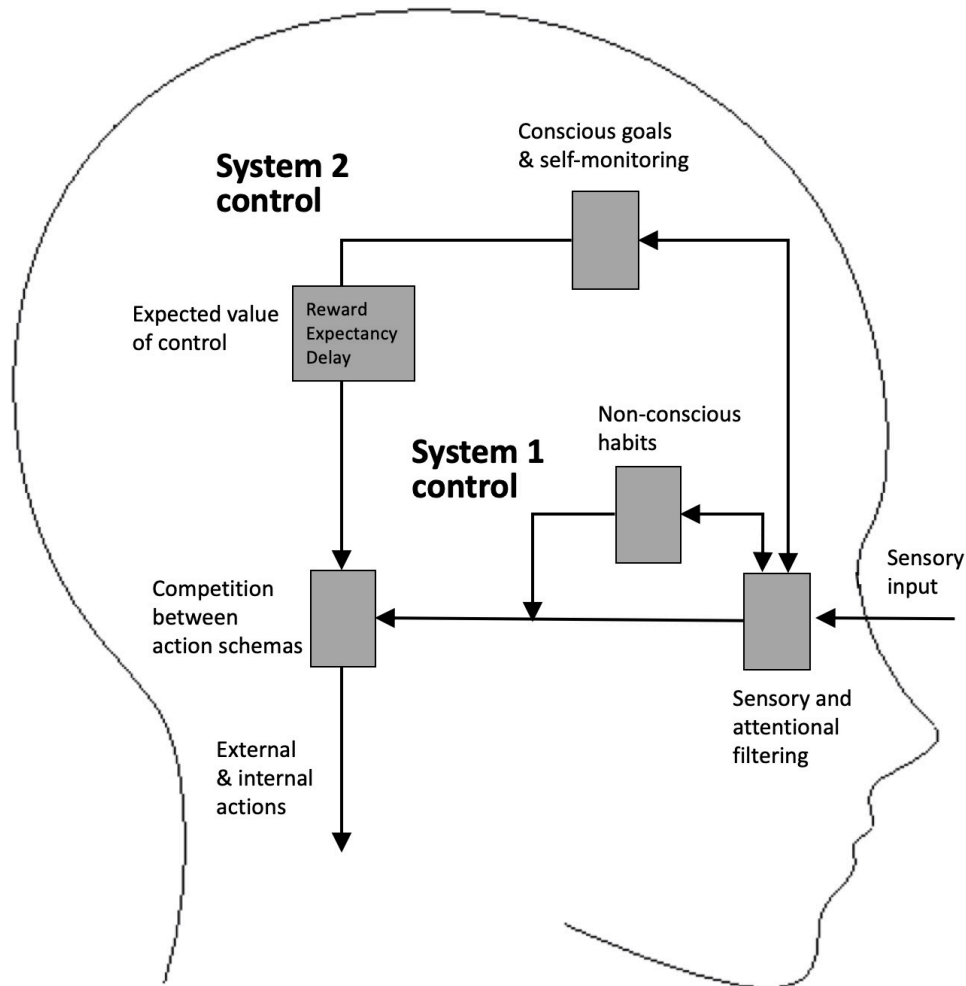 Conscious goals
& self-monitoring
System 2
control
Expected value
of control
Reward
Expectancy
Delay
Non-conscious
habits
System 1
control
Sensory
input
Competition
between
action schemas
Sensory and
attentional
filtering
External
& internal
actions